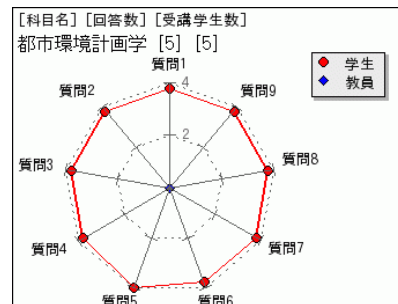 [科目名] [回答数] [受講学生数]
都市環境計画学 [5] [5]
質問1
学生
教員
4
質問2
質問9
2
質問3
質問8
質問4
質問7
質問5
質問6